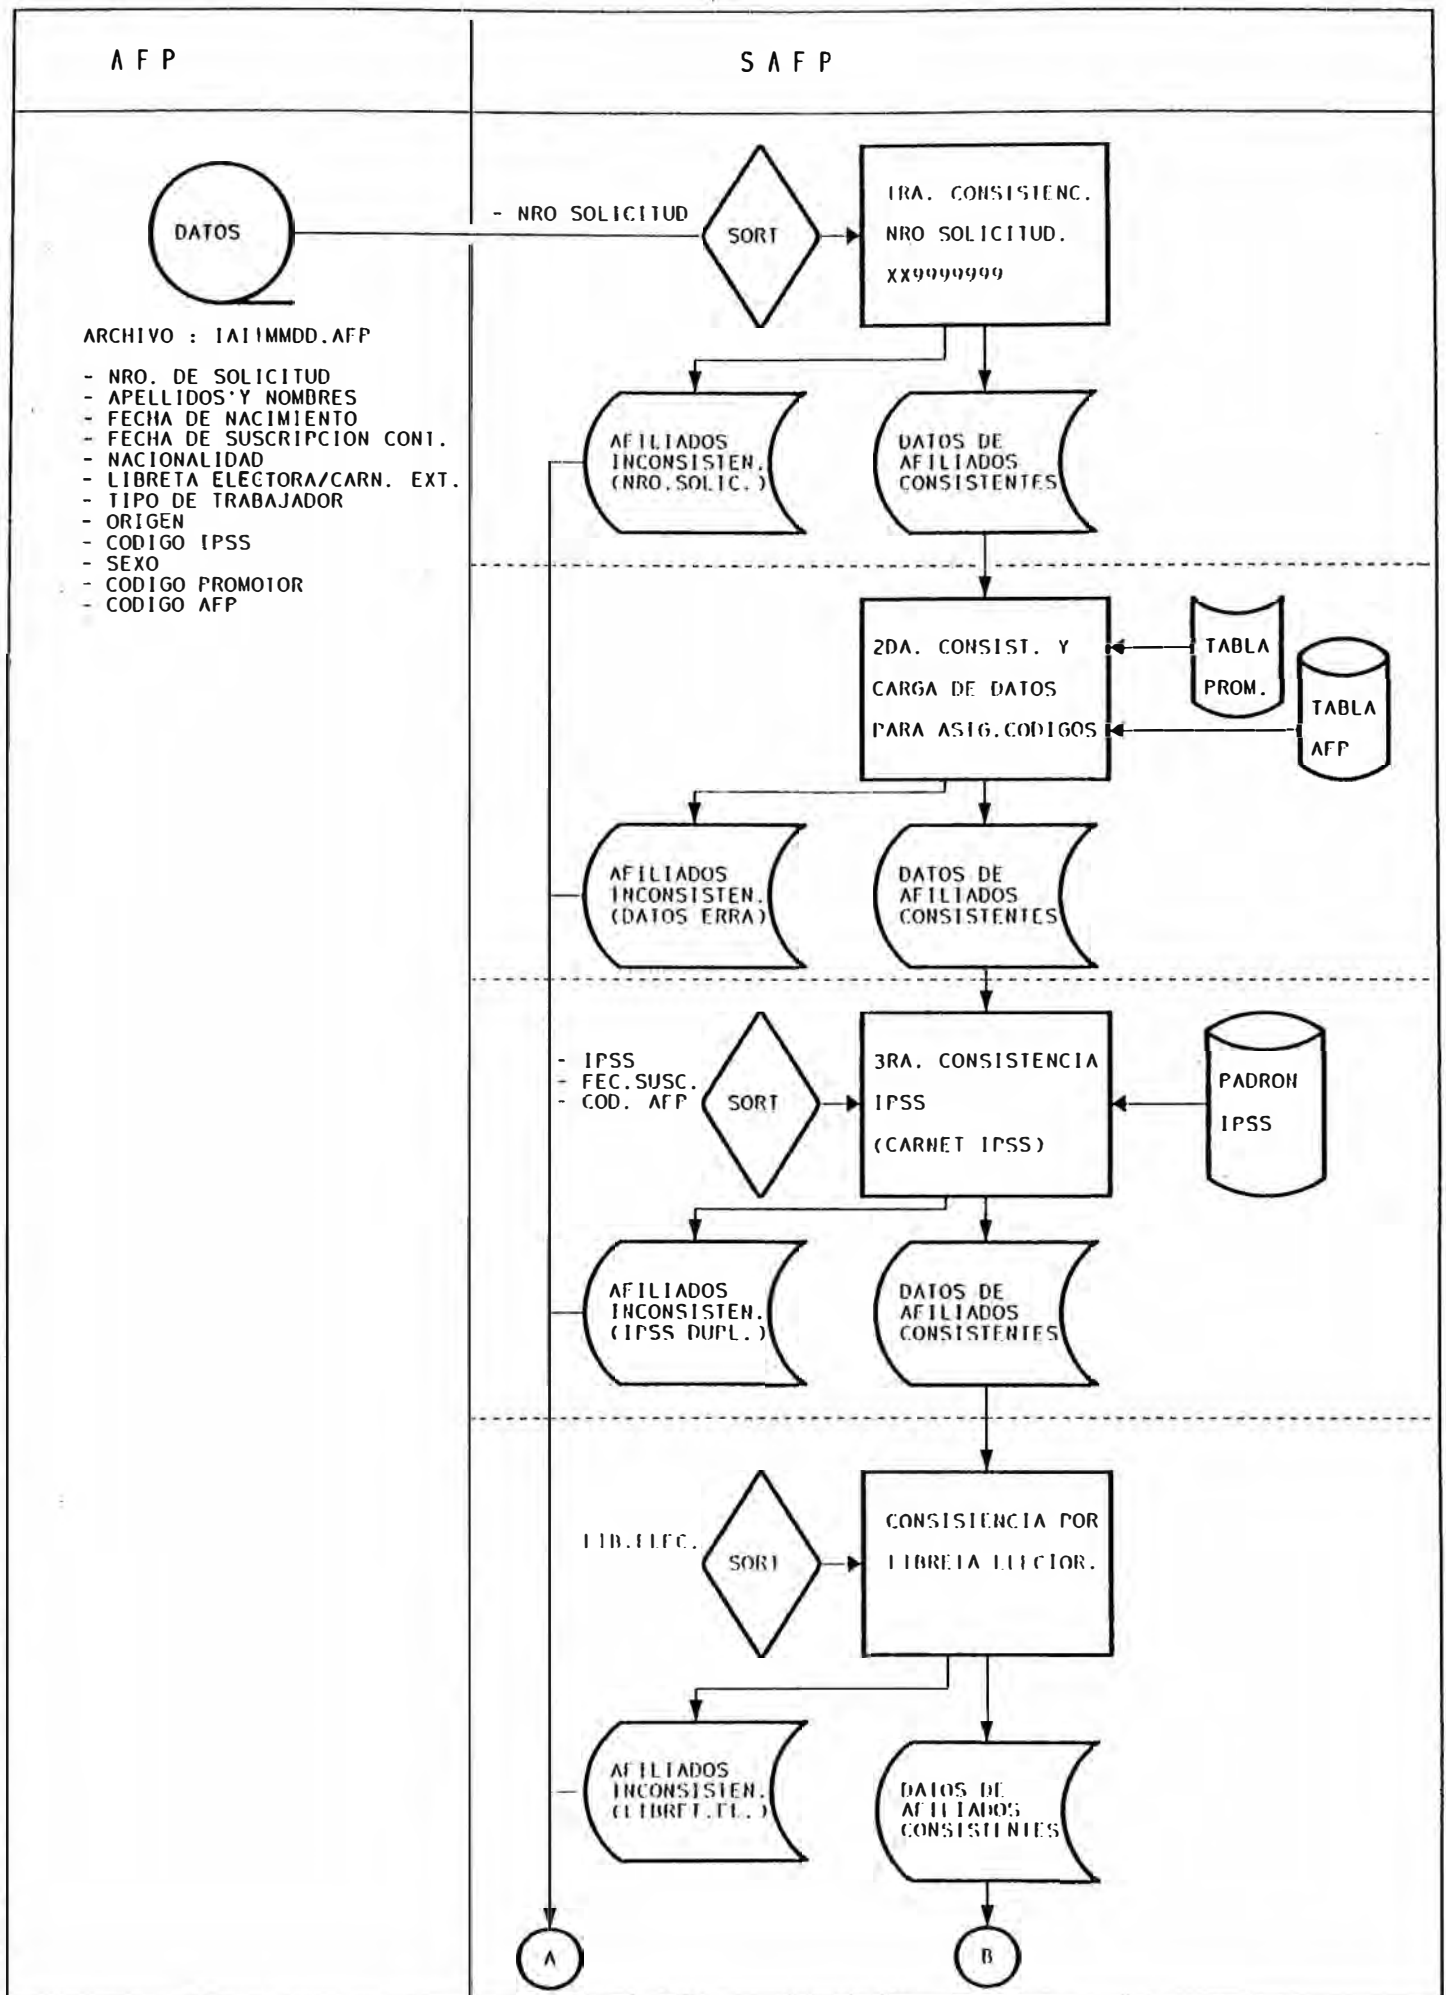 AFP
SAFP
DATOS
- NRO SOLICITUD
SORT
1RA. CONSISTENC.
NRO SOLICITUD.
XX9999999
ARCHIVO : IAI1MMDD.AFP
- NRO. DE SOLICITUD
- APELLIDOS Y NOMBRES
- FECHA DE NACIMIENTO
- FECHA DE SUSCRIPCION CONT.
- NACIONALIDAD
- LIBRETA ELECTORA/CARN. EXT.
- TIPO DE TRABAJADOR
- ORIGEN
- CODIGO IPSS
- SEXO
- CODIGO PROMOTOR
- CODIGO AFP
AFILIADOS
INCONSISTEN.
(NRO.SOLIC.)
DATOS DE
AFILIADOS
CONSISTENTES
2DA. CONSIST. Y
CARGA DE DATOS
PARA ASIG.CODIGOS
TABLA
PROM.
TABLA
AFP
AFILIADOS
INCONSISTEN.
(DATOS ERRA)
DATOS DE
AFILIADOS
CONSISTENTES
- IPSS
- FEC.SUSC.
- COD. AFP
SORT
3RA. CONSISTENCIA
IPSS
(CARNET IPSS)
PADRON
IPSS
AFILIADOS
INCONSISTEN.
(IPSS DUPL.)
DATOS DE
AFILIADOS
CONSISTENTES
LIB.ELEC.
SORT
CONSISTENCIA POR
LIBRETA ELECTOR.
AFILIADOS
INCONSISTEN.
(LIBRET.EL.)
DATOS DE
AFILIADOS
CONSISTENTES
A
B